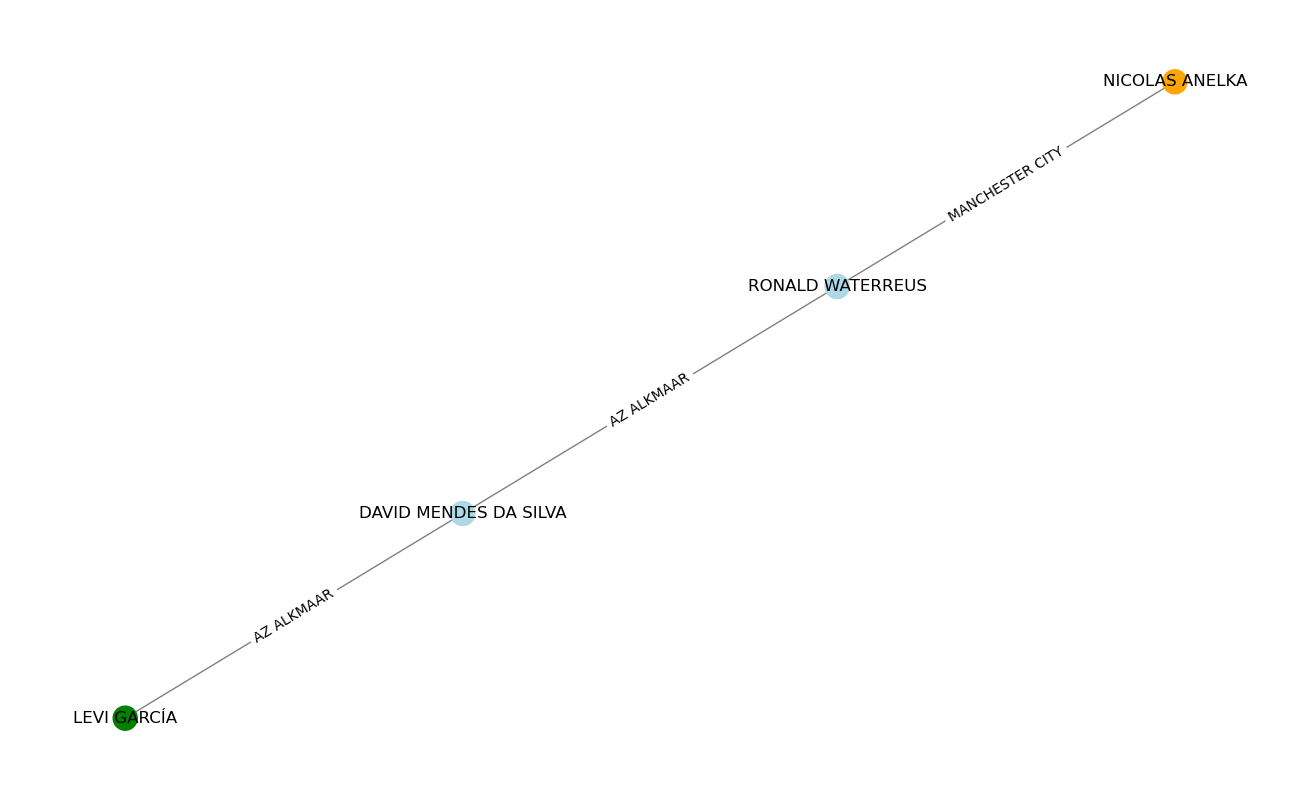 NICOLAS ANELKA
MANCHESTER CITY
RONALD WATERREUS
AZ ALKMAAR
DAVID MENDES DA SILVA
AZ ALKMAAR
LEVI GARCÍA